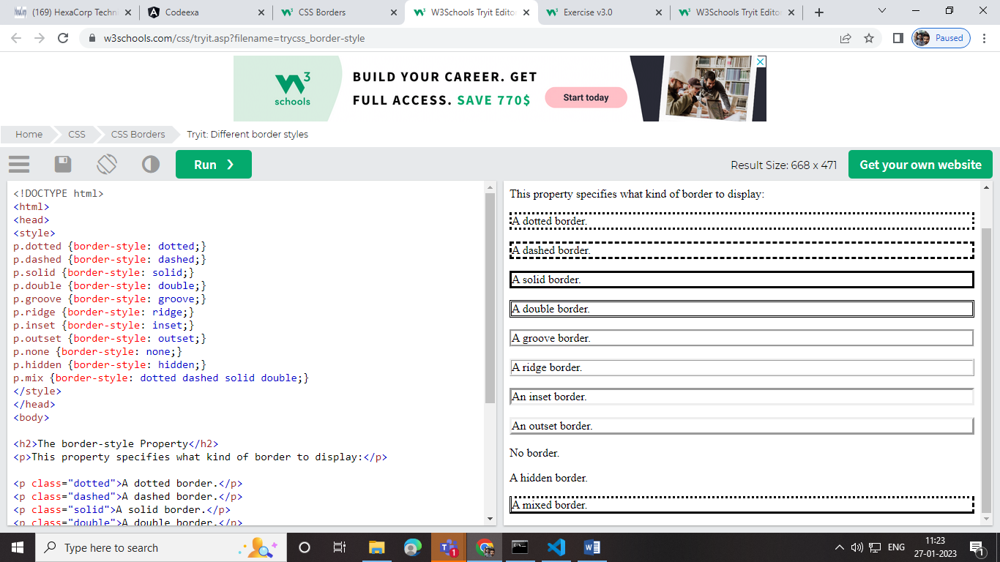 (169) HexaCorp Techn
Codeexa
CSS Borders
W3Schools Tryit Edito
Exercise v3.0
W3Schools Tryit Edito
w3schools.com/css/tryit.asp?filename=trycss_border-style
Paused
3
schools
BUILD YOUR CAREER. GET
FULL ACCESS. SAVE 770$
Start today
Home
CSS
CSS Borders
Tryit: Different border styles
Run ❯
Result Size: 668 x 471
Get your own website
<!DOCTYPE html>
<html>
<head>
<style>
p.dotted {border-style: dotted;}
p.dashed {border-style: dashed;}
p.solid {border-style: solid;}
p.double {border-style: double;}
p.groove {border-style: groove;}
p.ridge {border-style: ridge;}
p.inset {border-style: inset;}
p.outset {border-style: outset;}
p.none {border-style: none;}
p.hidden {border-style: hidden;}
p.mix {border-style: dotted dashed solid double;}
</style>
</head>
<body>
<h2>The border-style Property</h2>
<p>This property specifies what kind of border to display:</p>
<p class="dotted">A dotted border.</p>
<p class="dashed">A dashed border.</p>
<p class="solid">A solid border.</p>
<p class="double">A double border.</p>
This property specifies what kind of border to display:
A dotted border.
A dashed border.
A solid border.
A double border.
A groove border.
A ridge border.
An inset border.
An outset border.
No border.
A hidden border.
A mixed border.
Type here to search
1
ENG
11:23
27-01-2023
1